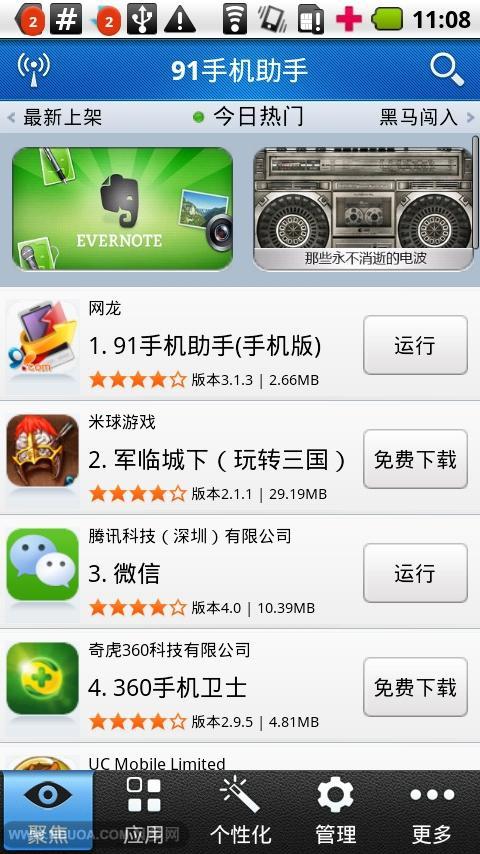 2
#
2
11:08
91手机助手
最新上架
今日热门
黑马闯入
EVERNOTE
那些永不消逝的电波
网龙
1. 91手机助手(手机版)
版本3.1.3 | 2.66MB
运行
米球游戏
2. 军临城下（玩转三国）
版本2.1.1 | 29.19MB
免费下载
腾讯科技（深圳）有限公司
3. 微信
版本4.0 | 10.39MB
运行
奇虎360科技有限公司
4. 360手机卫士
版本2.9.5 | 4.81MB
免费下载
UC Mobile Limited
聚焦
应用
个性化
管理
更多